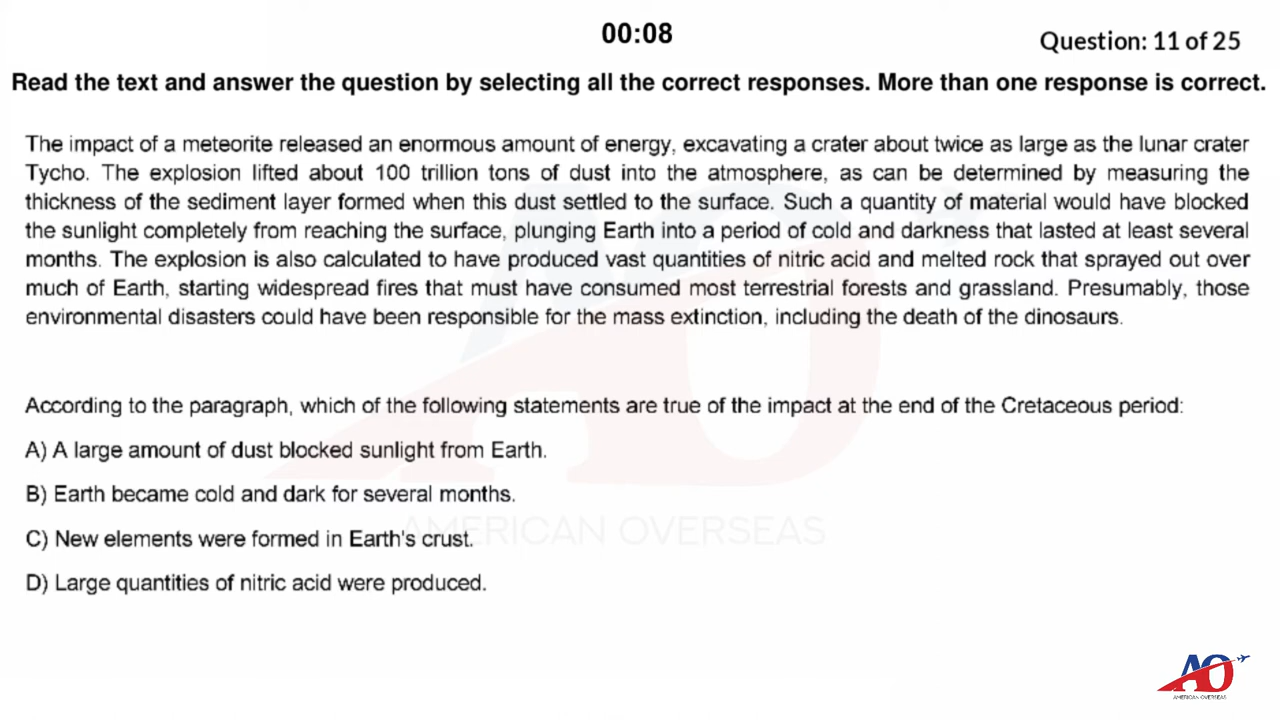 00:08
Question: 11 of 25
Read the text and answer the question by selecting all the correct responses. More than one response is correct.
The impact of a meteorite released an enormous amount of energy, excavating a crater about twice as large as the lunar crater
Tycho. The explosion lifted about 100 trillion tons of dust into the atmosphere, as can be determined by measuring the
thickness of the sediment layer formed when this dust settled to the surface. Such a quantity of material would have blocked
the sunlight completely from reaching the surface, plunging Earth into a period of cold and darkness that lasted at least several
months. The explosion is also calculated to have produced vast quantities of nitric acid and melted rock that sprayed out over
much of Earth, starting widespread fires that must have consumed most terrestrial forests and grassland. Presumably, those
environmental disasters could have been responsible for the mass extinction, including the death of the dinosaurs.
According to the paragraph, which of the following statements are true of the impact at the end of the Cretaceous period:
A) A large amount of dust blocked sunlight from Earth.
B) Earth became cold and dark for several months.
AMERICAN OVERSEAS
C) New elements were formed in Earth's crust.
D) Large quantities of nitric acid were produced.
AO
AMERICAN OVERSEAS